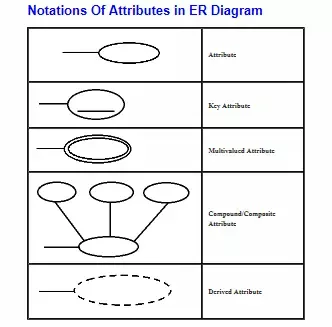 Notations Of Attributes in ER Diagram
Attribute
Key Attribute
Multivalued Attribute
Compound/Composite
Attribute
Derived Attribute